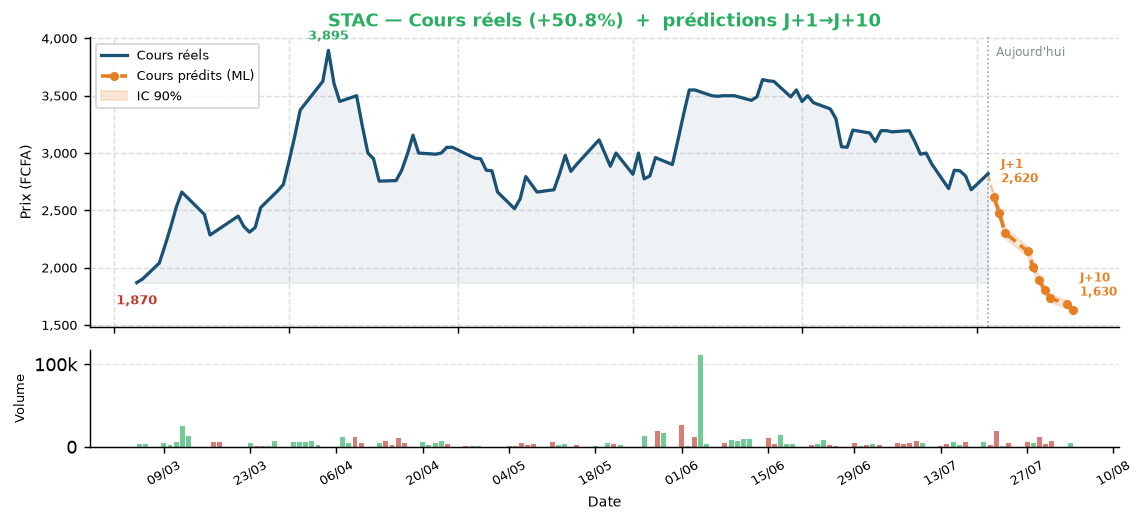 STAC — Cours réels (+50.8%)  +  prédictions J+1→J+10
4,000
3,500
3,000
2,500
2,000
1,500
Prix (FCFA)
Cours réels
Cours prédits (ML)
IC 90%
3,895
1,870
Aujourd'hui
J+1
2,620
J+10
1,630
100k
0
Volume
09/03
23/03
06/04
20/04
04/05
18/05
01/06
15/06
29/06
13/07
27/07
10/08
Date